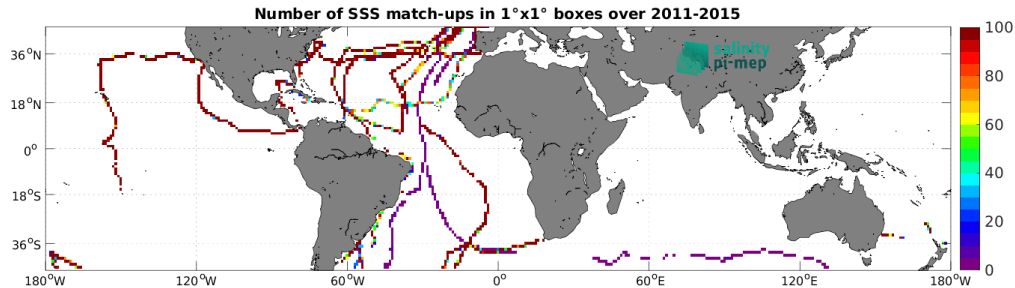 Number of SSS match-ups in 1°x1° boxes over 2011-2015
salinity
pi-mep
36°N
18°N
0°
18°S
36°S
180°W
120°W
60°W
0°
60°E
120°E
180°W
100
80
60
40
20
0